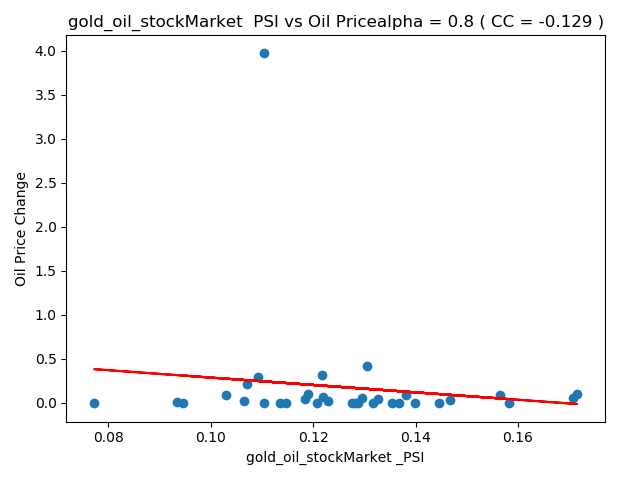 gold_oil_stockMarket  PSI vs Oil Pricealpha = 0.8 ( CC = -0.129 )
4.0
3.5
3.0
2.5
2.0
1.5
1.0
0.5
0.0
Oil Price Change
0.08 0.10 0.12 0.14 0.16
gold_oil_stockMarket _PSI